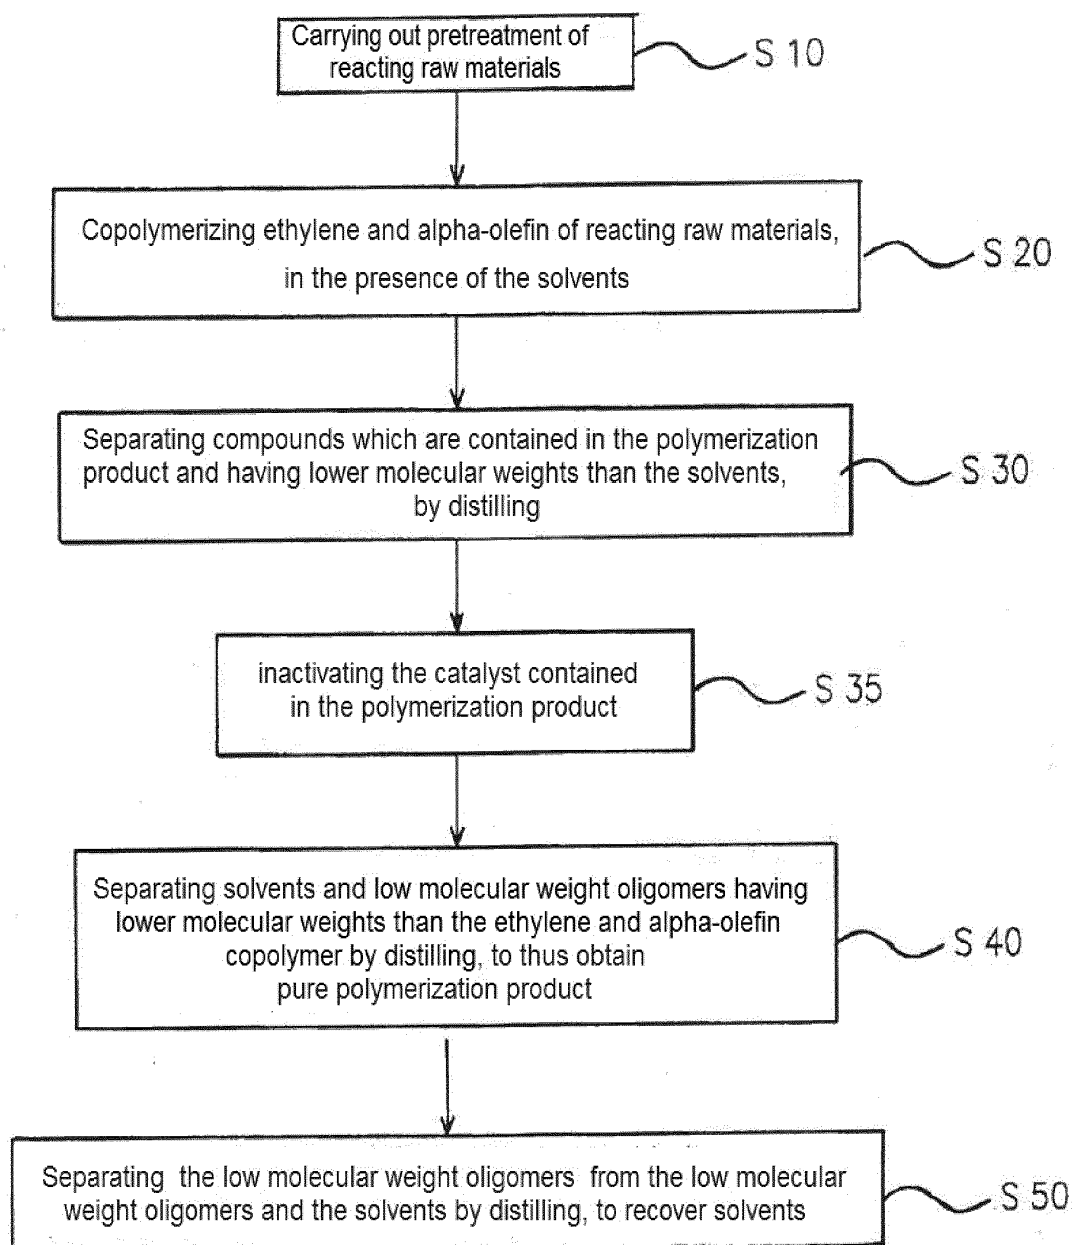 Carrying out pretreatment of
reacting raw materials
S 10
Copolymerizing ethylene and alpha-olefin of reacting raw materials,
in the presence of the solvents
S 20
Separating compounds which are contained in the polymerization
product and having lower molecular weights than the solvents,
by distilling
S 30
inactivating the catalyst contained
in the polymerization product
S 35
Separating solvents and low molecular weight oligomers having
lower molecular weights than the ethylene and alpha-olefin
copolymer by distilling, to thus obtain
pure polymerization product
S 40
Separating the low molecular weight oligomers from the low molecular
weight oligomers and the solvents by distilling, to recover solvents
S 50